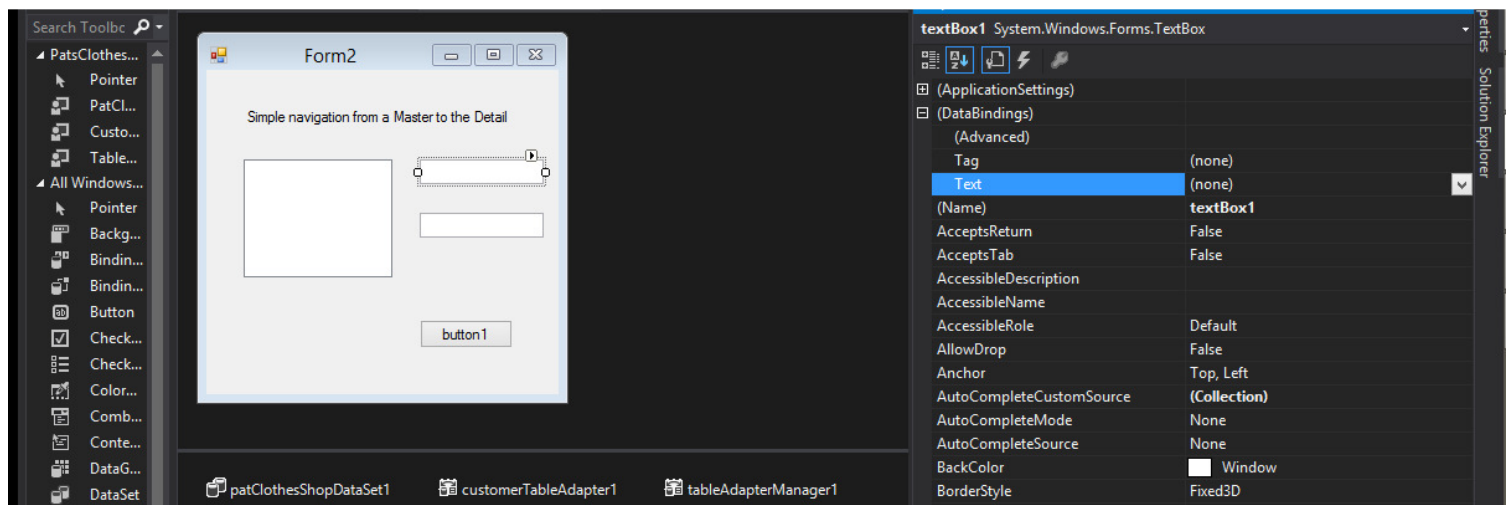 Search Toolbc
PatsClothes...
Pointer
PatCl...
Custo...
Table...
All Windows...
Pointer
Backg...
Bindin...
Bindin...
Button
Check...
Check...
Color...
Comb...
Conte...
DataG...
DataSet
Form2
Simple navigation from a Master to the Detail
button1
patClothesShopDataSet1 customerTableAdapter1 tableAdapterManager1
textBox1 System.Windows.Forms.TextBox
(ApplicationSettings)
(DataBindings)
(Advanced)
Tag (none)
Text (none)
(Name) textBox1
AcceptsReturn False
AcceptsTab False
AccessibleDescription
AccessibleName
AccessibleRole Default
AllowDrop False
Anchor Top, Left
AutoCompleteCustomSource (Collection)
AutoCompleteMode None
AutoCompleteSource None
BackColor Window
BorderStyle Fixed3D
perties
Solution Explorer